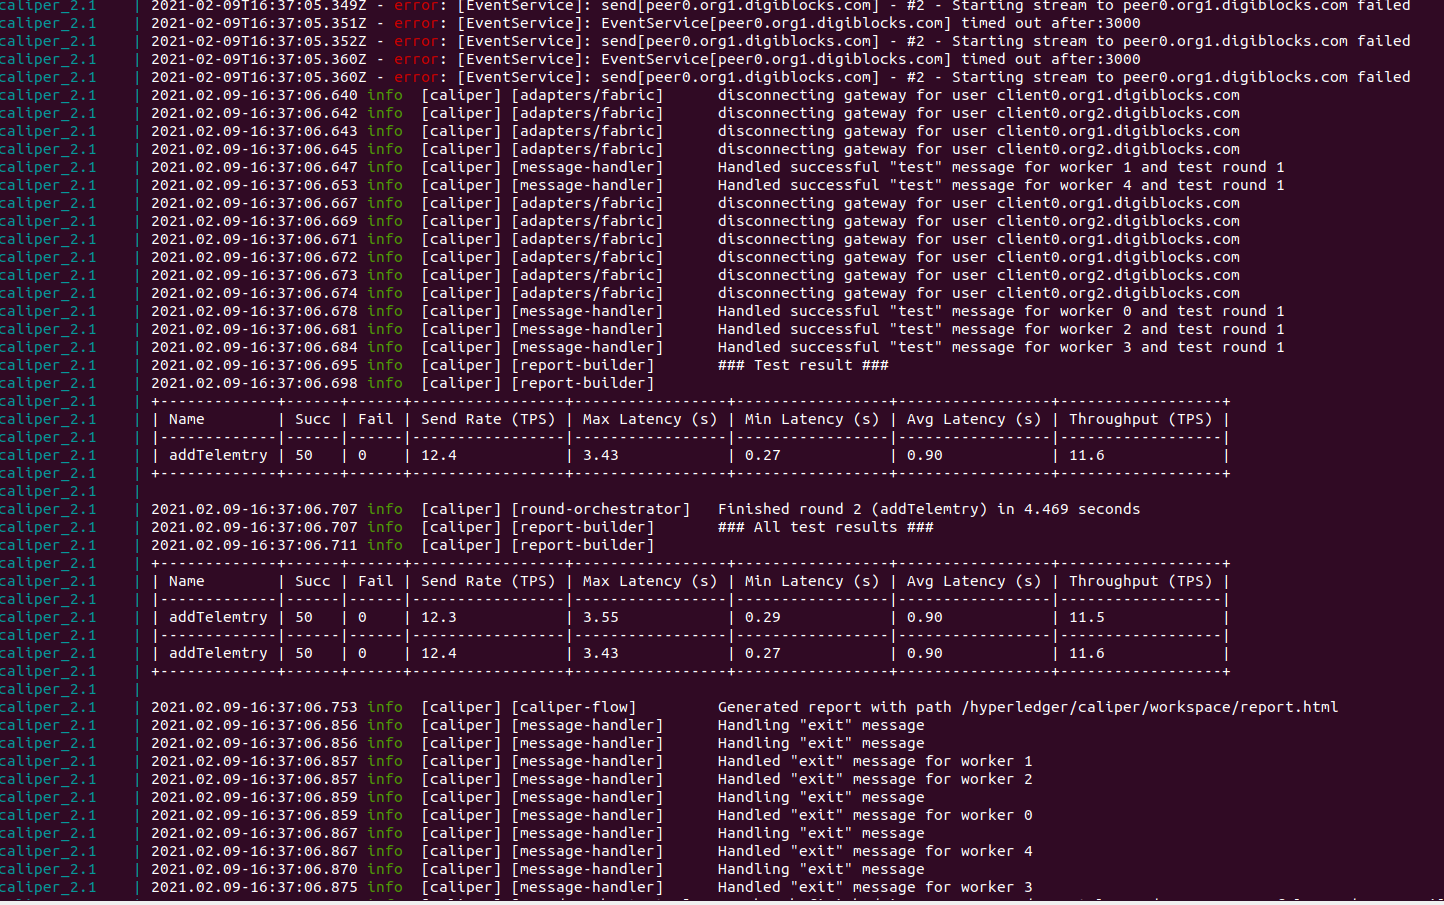 caliper_2.1 | 2021-02-09T16:37:05.349Z - error: [EventService]: send[peer0.org1.digiblocks.com] - #2 - Starting stream to peer0.org1.digiblocks.com failed
caliper_2.1 | 2021-02-09T16:37:05.351Z - error: [EventService]: EventService[peer0.org1.digiblocks.com] timed out after:3000
caliper_2.1 | 2021-02-09T16:37:05.352Z - error: [EventService]: send[peer0.org1.digiblocks.com] - #2 - Starting stream to peer0.org1.digiblocks.com failed
caliper_2.1 | 2021-02-09T16:37:05.360Z - error: [EventService]: EventService[peer0.org1.digiblocks.com] timed out after:3000
caliper_2.1 | 2021-02-09T16:37:05.360Z - error: [EventService]: send[peer0.org1.digiblocks.com] - #2 - Starting stream to peer0.org1.digiblocks.com failed
caliper_2.1 | 2021.02.09-16:37:06.640 info [caliper] [adapters/fabric] disconnecting gateway for user client0.org1.digiblocks.com
caliper_2.1 | 2021.02.09-16:37:06.642 info [caliper] [adapters/fabric] disconnecting gateway for user client0.org2.digiblocks.com
caliper_2.1 | 2021.02.09-16:37:06.643 info [caliper] [adapters/fabric] disconnecting gateway for user client0.org1.digiblocks.com
caliper_2.1 | 2021.02.09-16:37:06.645 info [caliper] [adapters/fabric] disconnecting gateway for user client0.org2.digiblocks.com
caliper_2.1 | 2021.02.09-16:37:06.647 info [caliper] [message-handler] Handled successful "test" message for worker 1 and test round 1
caliper_2.1 | 2021.02.09-16:37:06.653 info [caliper] [message-handler] Handled successful "test" message for worker 4 and test round 1
caliper_2.1 | 2021.02.09-16:37:06.667 info [caliper] [adapters/fabric] disconnecting gateway for user client0.org1.digiblocks.com
caliper_2.1 | 2021.02.09-16:37:06.669 info [caliper] [adapters/fabric] disconnecting gateway for user client0.org2.digiblocks.com
caliper_2.1 | 2021.02.09-16:37:06.671 info [caliper] [adapters/fabric] disconnecting gateway for user client0.org1.digiblocks.com
caliper_2.1 | 2021.02.09-16:37:06.672 info [caliper] [adapters/fabric] disconnecting gateway for user client0.org1.digiblocks.com
caliper_2.1 | 2021.02.09-16:37:06.673 info [caliper] [adapters/fabric] disconnecting gateway for user client0.org2.digiblocks.com
caliper_2.1 | 2021.02.09-16:37:06.674 info [caliper] [adapters/fabric] disconnecting gateway for user client0.org2.digiblocks.com
caliper_2.1 | 2021.02.09-16:37:06.678 info [caliper] [message-handler] Handled successful "test" message for worker 0 and test round 1
caliper_2.1 | 2021.02.09-16:37:06.681 info [caliper] [message-handler] Handled successful "test" message for worker 2 and test round 1
caliper_2.1 | 2021.02.09-16:37:06.684 info [caliper] [message-handler] Handled successful "test" message for worker 3 and test round 1
caliper_2.1 | 2021.02.09-16:37:06.695 info [caliper] [report-builder] ### Test result ###
caliper_2.1 | 2021.02.09-16:37:06.698 info [caliper] [report-builder]
caliper_2.1 | +-------------+------+------+-----------------+-----------------+-----------------+-----------------+------------------+
caliper_2.1 | | Name | Succ | Fail | Send Rate (TPS) | Max Latency (s) | Min Latency (s) | Avg Latency (s) | Throughput (TPS) |
caliper_2.1 | |-------------|------|------|-----------------|-----------------|-----------------|-----------------|------------------|
caliper_2.1 | | addTelemtry | 50 | 0 | 12.4 | 3.43 | 0.27 | 0.90 | 11.6 |
caliper_2.1 | +-------------+------+------+-----------------+-----------------+-----------------+-----------------+------------------+
caliper_2.1 |
caliper_2.1 | 2021.02.09-16:37:06.707 info [caliper] [round-orchestrator] Finished round 2 (addTelemtry) in 4.469 seconds
caliper_2.1 | 2021.02.09-16:37:06.707 info [caliper] [report-builder] ### All test results ###
caliper_2.1 | 2021.02.09-16:37:06.711 info [caliper] [report-builder]
caliper_2.1 | +-------------+------+------+-----------------+-----------------+-----------------+-----------------+------------------+
caliper_2.1 | | Name | Succ | Fail | Send Rate (TPS) | Max Latency (s) | Min Latency (s) | Avg Latency (s) | Throughput (TPS) |
caliper_2.1 | |-------------|------|------|-----------------|-----------------|-----------------|-----------------|------------------|
caliper_2.1 | | addTelemtry | 50 | 0 | 12.3 | 3.55 | 0.29 | 0.90 | 11.5 |
caliper_2.1 | |-------------|------|------|-----------------|-----------------|-----------------|-----------------|------------------|
caliper_2.1 | | addTelemtry | 50 | 0 | 12.4 | 3.43 | 0.27 | 0.90 | 11.6 |
caliper_2.1 | +-------------+------+------+-----------------+-----------------+-----------------+-----------------+------------------+
caliper_2.1 |
caliper_2.1 | 2021.02.09-16:37:06.753 info [caliper] [caliper-flow] Generated report with path /hyperledger/caliper/workspace/report.html
caliper_2.1 | 2021.02.09-16:37:06.856 info [caliper] [message-handler] Handling "exit" message
caliper_2.1 | 2021.02.09-16:37:06.856 info [caliper] [message-handler] Handling "exit" message
caliper_2.1 | 2021.02.09-16:37:06.857 info [caliper] [message-handler] Handled "exit" message for worker 1
caliper_2.1 | 2021.02.09-16:37:06.857 info [caliper] [message-handler] Handled "exit" message for worker 2
caliper_2.1 | 2021.02.09-16:37:06.859 info [caliper] [message-handler] Handling "exit" message
caliper_2.1 | 2021.02.09-16:37:06.859 info [caliper] [message-handler] Handled "exit" message for worker 0
caliper_2.1 | 2021.02.09-16:37:06.867 info [caliper] [message-handler] Handling "exit" message
caliper_2.1 | 2021.02.09-16:37:06.867 info [caliper] [message-handler] Handled "exit" message for worker 4
caliper_2.1 | 2021.02.09-16:37:06.870 info [caliper] [message-handler] Handling "exit" message
caliper_2.1 | 2021.02.09-16:37:06.875 info [caliper] [message-handler] Handled "exit" message for worker 3